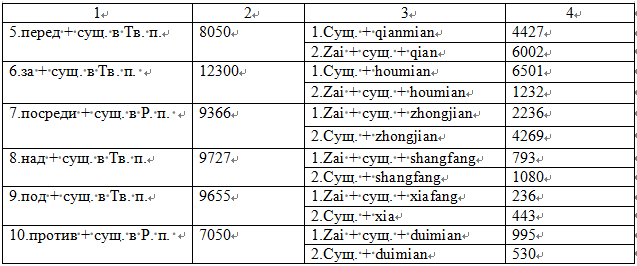 1 2 3 4
5.перед + сущ. в Тв. п. 8050 1.Сущ. + qianmian 4427
2.Zai + сущ. + qian 6002
6.за + сущ. в Тв. п. 12300 1.Сущ. + houmian 6501
2.Zai + сущ. + houmian 1232
7.посреди + сущ. в Р. п. 9366 1.Zai + сущ. + zhongjian 2236
2.Сущ. + zhongjian 4269
8.над + сущ. в Тв. п. 9727 1.Zai + сущ. + shangfang 793
2.Сущ. + shangfang 1080
9.под + сущ. в Тв. п. 9655 1.Zai + сущ. + xiafang 236
2.Сущ. + xia 443
10.против + сущ. в Р. п. 7050 1.Zai + сущ. + duimian 995
2.Сущ. + duimian 530